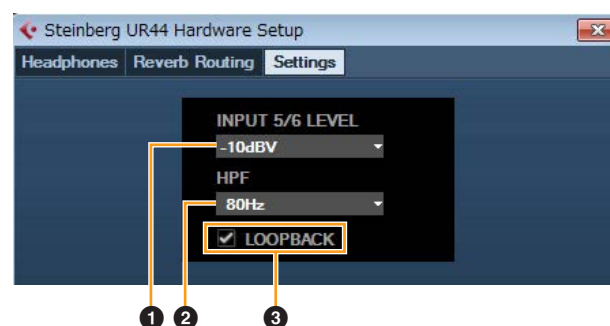 Steinberg UR44 Hardware Setup
Headphones Reverb Routing Settings
INPUT 5/6 LEVEL
-10dBV
HPF
80Hz
LOOPBACK
1 2 3